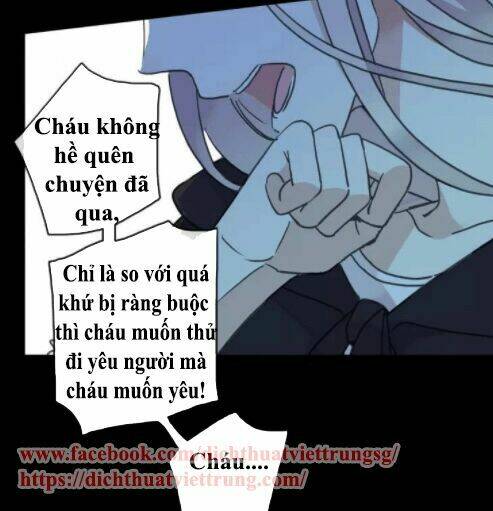 Cháu không
hề quên
chuyện đã
qua,
Chỉ là so với quá
khứ bị ràng buộc
thì cháu muốn thử
đi yêu người mà
cháu muốn yêu!
www.facebook.com/dichthuatviettrungsg/
Cháu....
https://dichthuatviettrung.com/